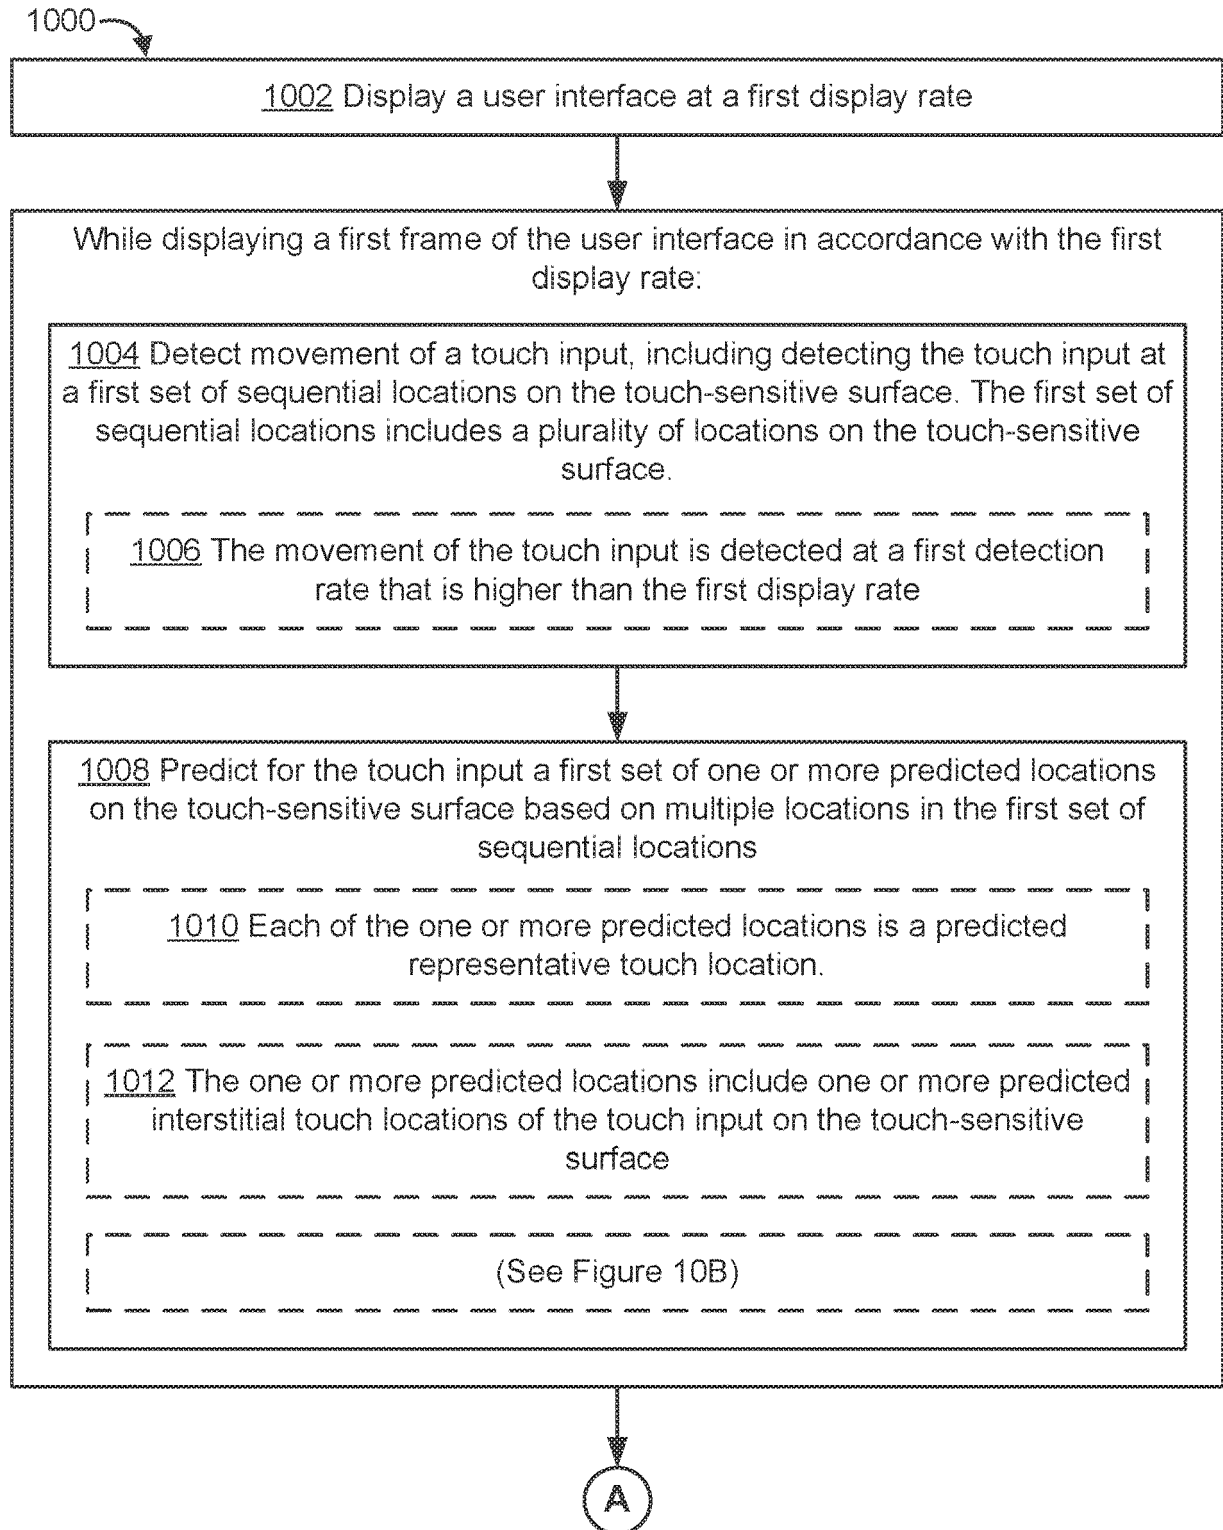 1000
1002 Display a user interface at a first display rate
While displaying a first frame of the user interface in accordance with the first
display rate:
1004 Detect movement of a touch input, including detecting the touch input at
a first set of sequential locations on the touch-sensitive surface. The first set of
sequential locations includes a plurality of locations on the touch-sensitive
surface.
1006 The movement of the touch input is detected at a first detection
rate that is higher than the first display rate
1008 Predict for the touch input a first set of one or more predicted locations
on the touch-sensitive surface based on multiple locations in the first set of
sequential locations
1010 Each of the one or more predicted locations is a predicted
representative touch location.
1012 The one or more predicted locations include one or more predicted
interstitial touch locations of the touch input on the touch-sensitive
surface
(See Figure 10B)
A